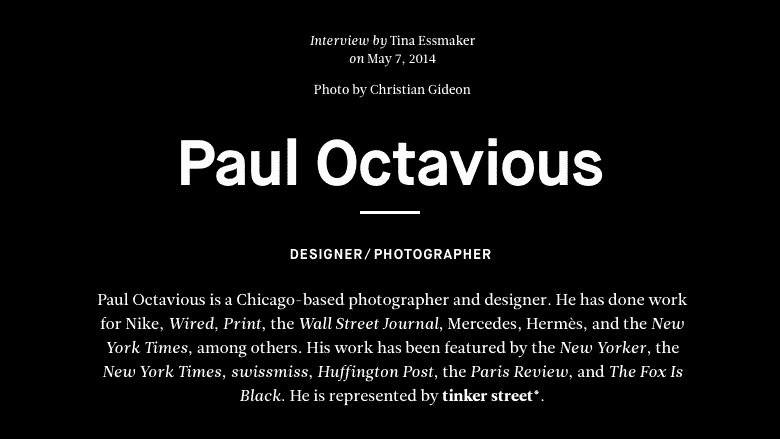 Interview by Tina Essmaker
on May 7, 2014
Photo by Christian Gideon
Paul Octavious
DESIGNER/PHOTOGRAPHER
Paul Octavious is a Chicago-based photographer and designer. He has done work
for Nike, Wired, Print, the Wall Street Journal, Mercedes, Hermès, and the New
York Times, among others. His work has been featured by the New Yorker, the
New York Times, swissmiss, Huffington Post, the Paris Review, and The Fox Is
Black. He is represented by tinker street*.